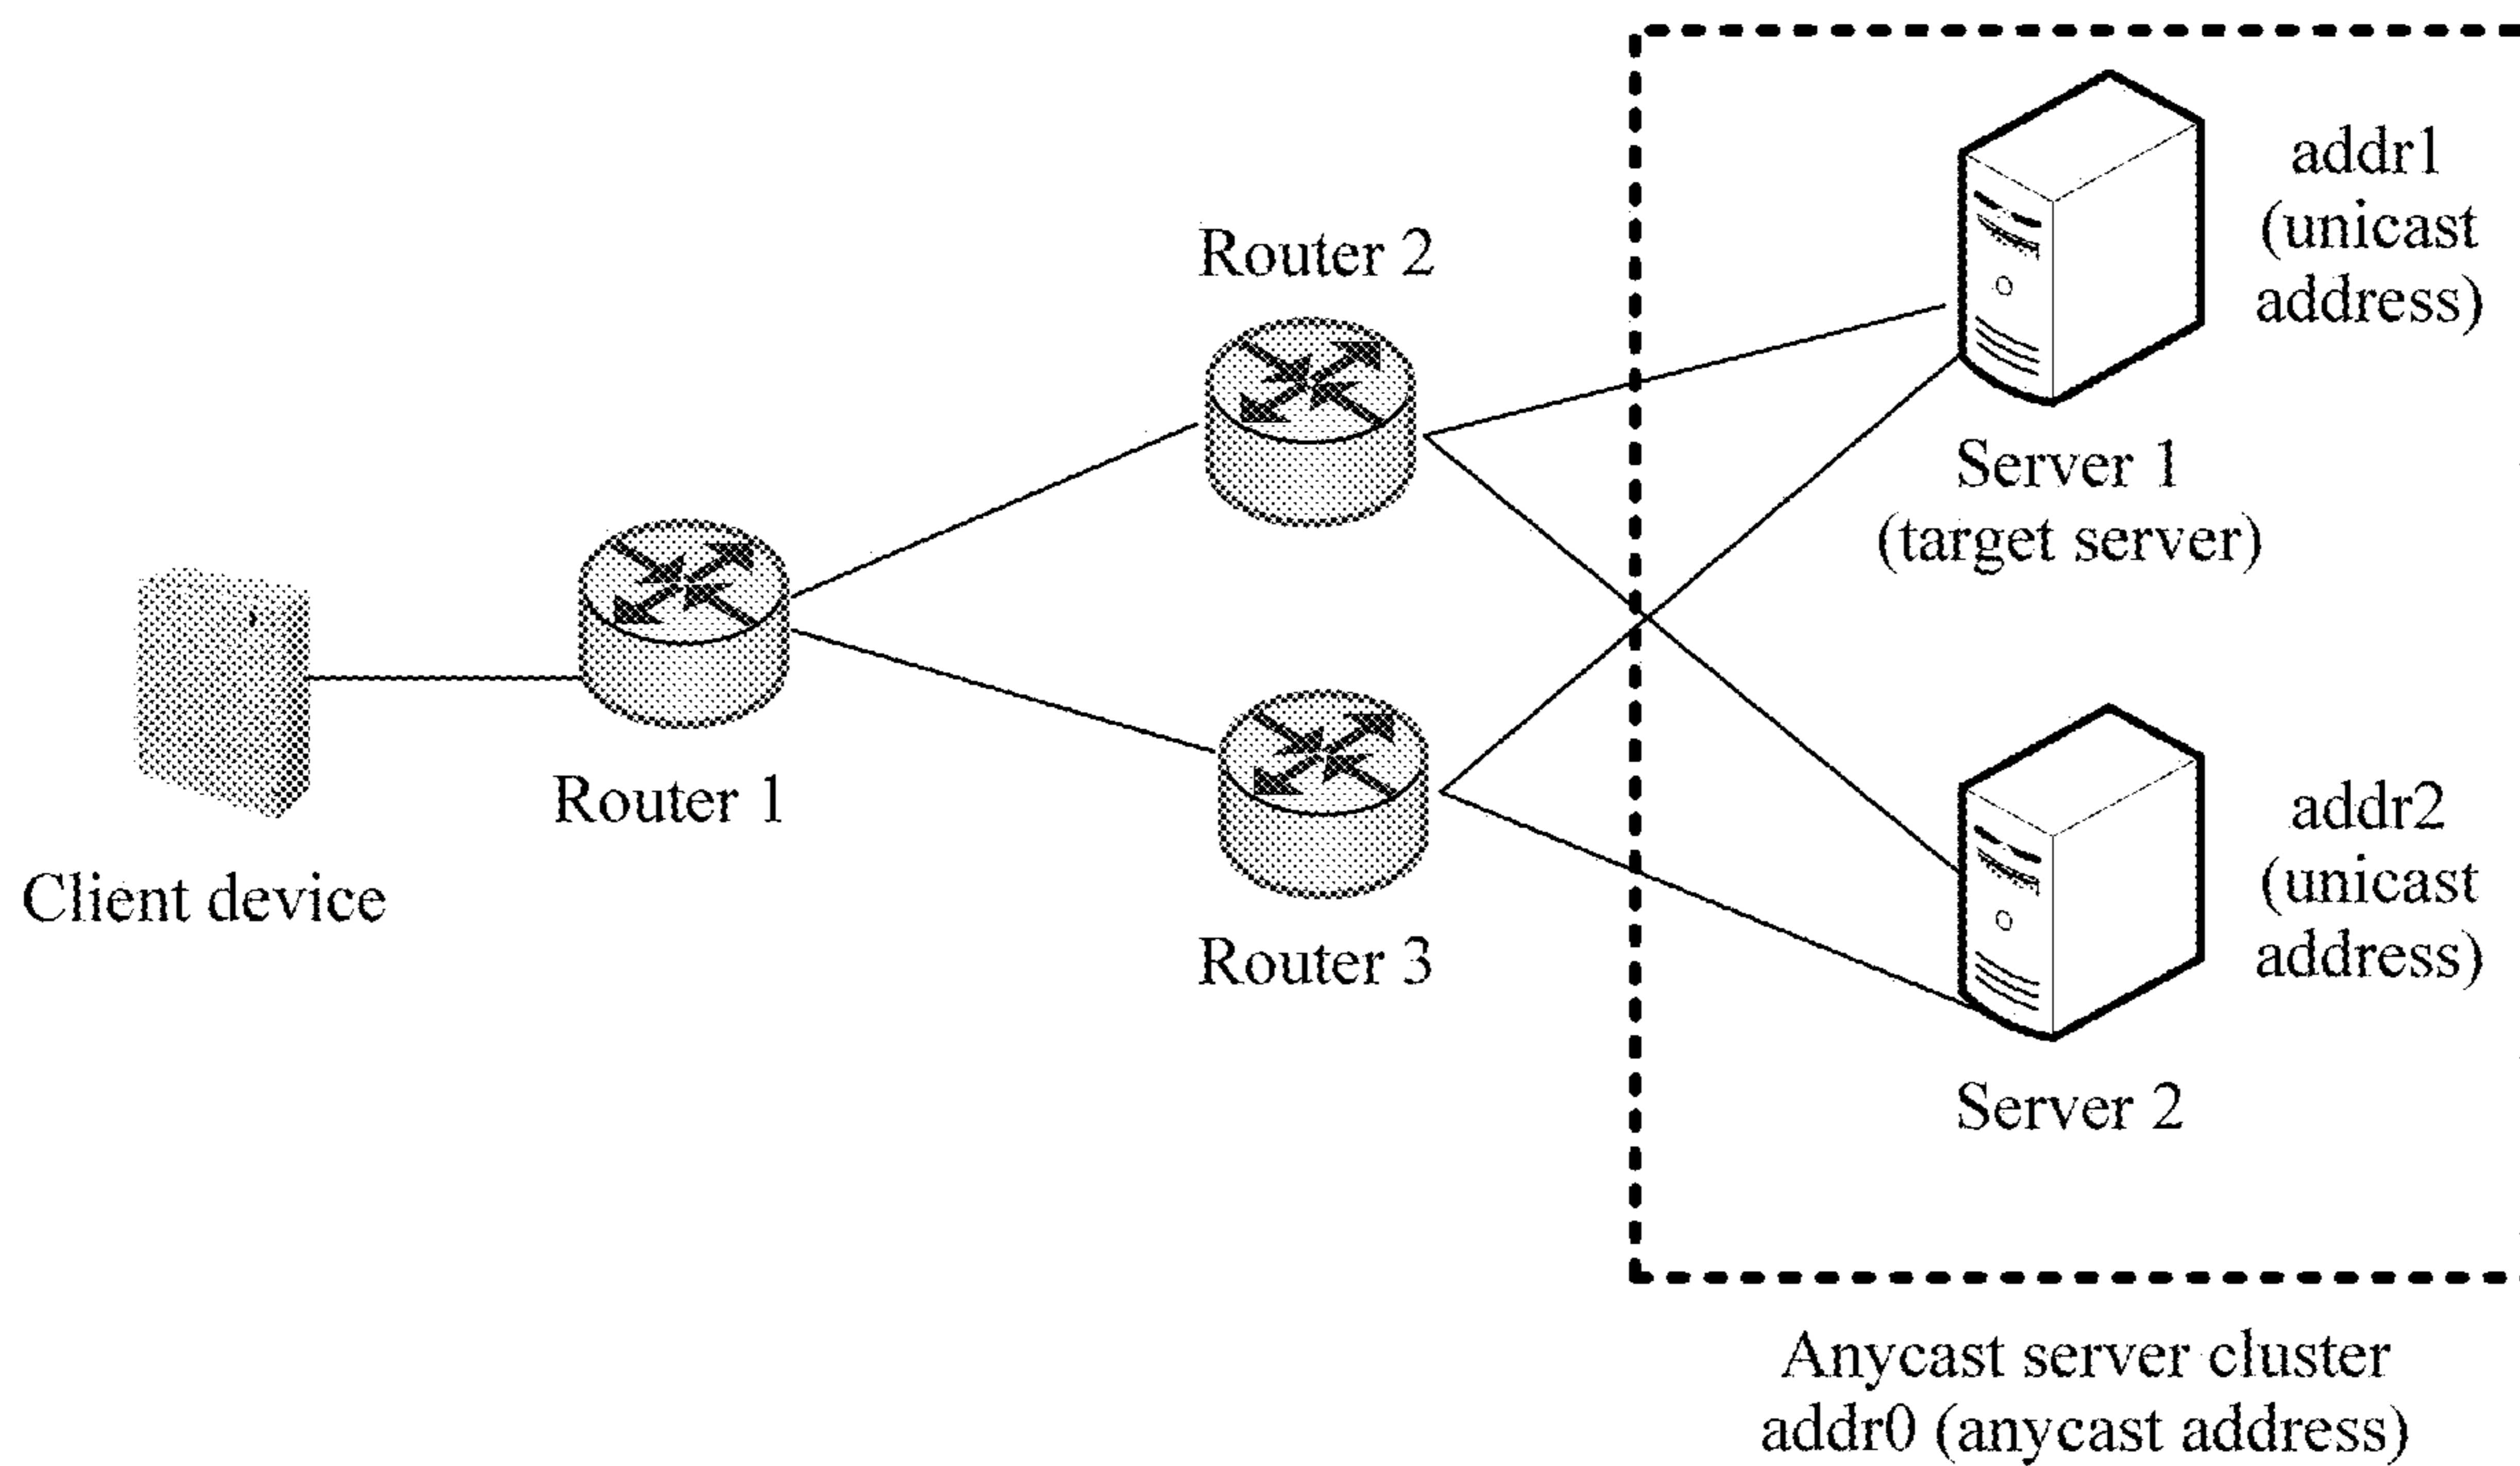 addr1
(unicast
address)
Router 2
Server 1
(target server)
Router 1
addr2
(unicast
address)
Client device
Router 3
Server 2
Anycast server cluster
addr0 (anycast address)